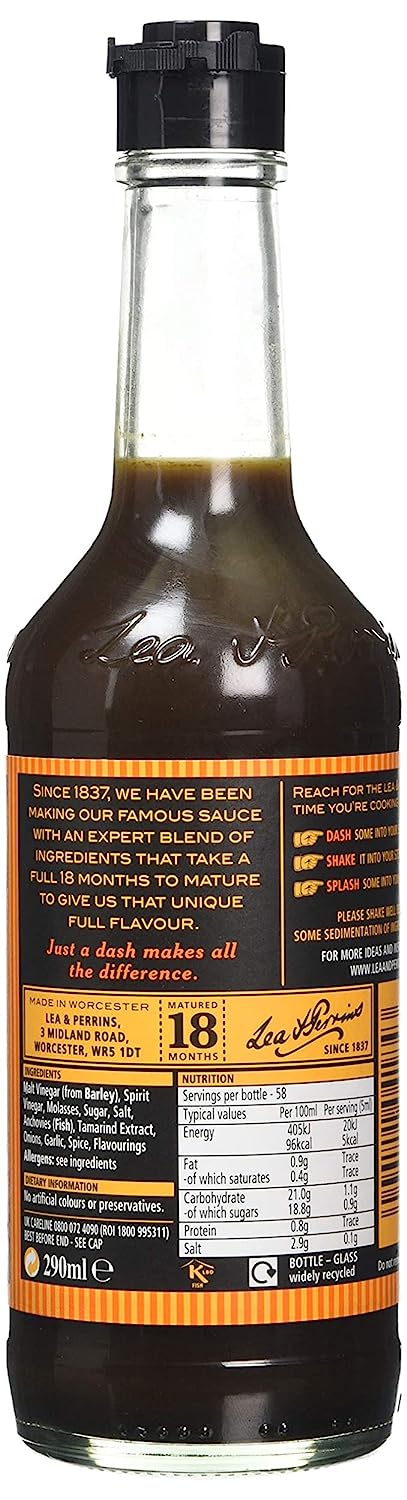 Lea & Perrins
SINCE 1837, WE HAVE BEEN
MAKING OUR FAMOUS SAUCE
WITH AN EXPERT BLEND OF
INGREDIENTS THAT TAKE A
FULL 18 MONTHS TO MATURE
TO GIVE US THAT UNIQUE
FULL FLAVOUR.
Just a dash makes all
the difference.
REACH FOR THE LEA &
TIME YOU'RE COOKING
DASH SOME INTO YOUR
SHAKE IT INTO YOUR
SPLASH SOME INTO
PLEASE SHAKE WELL
SOME SEDIMENTATION OF
FOR MORE IDEAS AND
MADE IN WORCESTER
LEA & PERRINS,
3 MIDLAND ROAD,
WORCESTER, WR5 1DT
MATURED
18
MONTHS
Lea & Perrins
SINCE 1837
INGREDIENTS
Malt Vinegar (from Barley), Spirit
Vinegar, Molasses, Sugar, Salt,
Anchovies (Fish), Tamarind Extract,
Onions, Garlic, Spice, Flavourings
Allergens: see ingredients
DIETARY INFORMATION
No artificial colours or preservatives.
UK CARELINE 0800 072 4090 (ROI 1800 995311)
BEST BEFORE END - SEE CAP
290ml e
NUTRITION
Servings per bottle - 58
Typical values Per 100ml Per serving (5ml)
Energy 405kJ 20kJ
96kcal 5kcal
Fat 0.9g Trace
-of which saturates 0.4g Trace
Carbohydrate 21.0g 1.1g
-of which sugars 18.8g 0.9g
Protein 0.8g Trace
Salt 2.9g 0.1g
K LBD
FISH
BOTTLE – GLASS
widely recycled
Do not